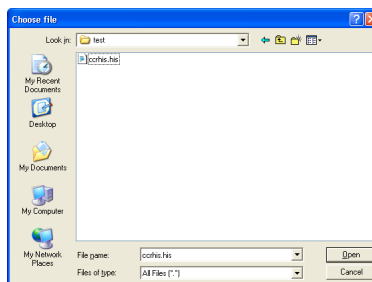 Choose file
Look in: test
ccrhis.his
My Recent
Documents
Desktop
My Documents
My Computer
My Network
Places
File name: ccrhis.his Open
Files of type: All Files (*.*) Cancel